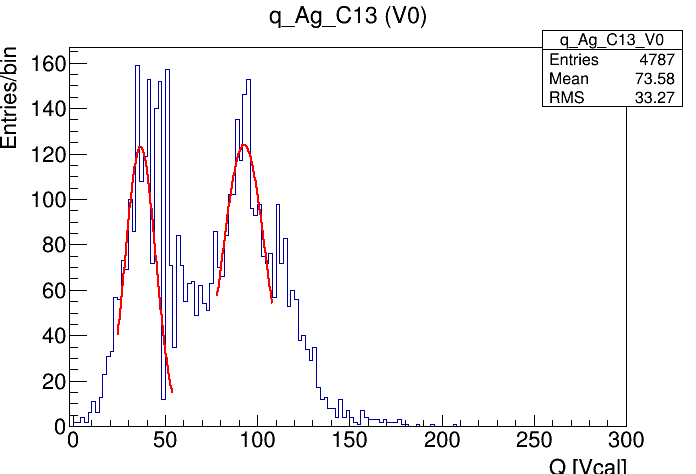 q_Ag_C13 (V0)
q_Ag_C13_V0
Entries 4787
Mean 73.58
RMS 33.27
Entries/bin
160
140
120
100
80
60
40
20
0
0 50 100 150 200 250 300
Q [Vcal]